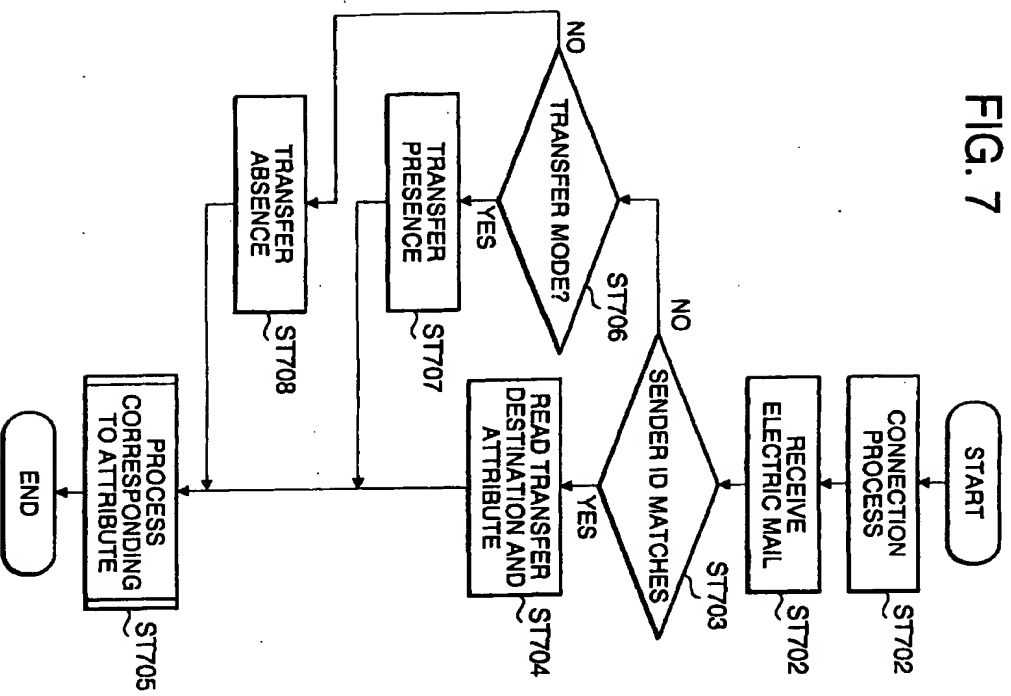 FIG. 7
START
CONNECTION
PROCESS
ST702
RECEIVE
ELECTRIC MAIL
ST702
SENDER ID MATCHES
ST703
NO
YES
READ TRANSFER
DESTINATION AND
ATTRIBUTE
ST704
TRANSFER MODE?
ST706
NO
YES
TRANSFER
PRESENCE
ST707
TRANSFER
ABSENCE
ST708
PROCESS
CORRESPONDING
TO ATTRIBUTE
ST705
END